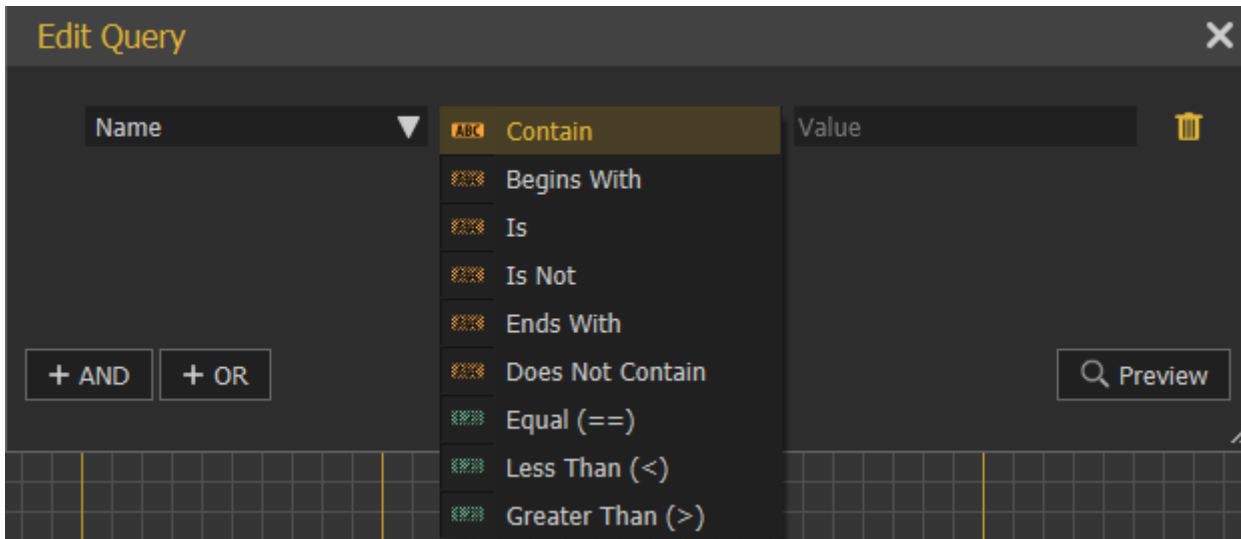 Edit Query
Name
ABC Contain
Value
Begins With
Is
Is Not
Ends With
Does Not Contain
+ AND
+ OR
Preview
Equal (==)
Less Than (<)
Greater Than (>)